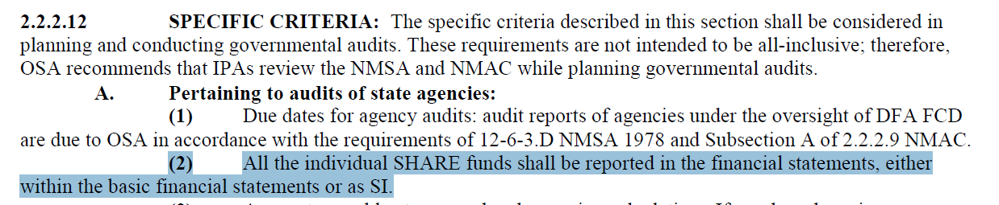 2.2.2.12 SPECIFIC CRITERIA: The specific criteria described in this section shall be considered in
planning and conducting governmental audits. These requirements are not intended to be all-inclusive; therefore,
OSA recommends that IPAs review the NMSA and NMAC while planning governmental audits.
A. Pertaining to audits of state agencies:
(1) Due dates for agency audits: audit reports of agencies under the oversight of DFA FCD
are due to OSA in accordance with the requirements of 12-6-3.D NMSA 1978 and Subsection A of 2.2.2.9 NMAC.
(2) All the individual SHARE funds shall be reported in the financial statements, either
within the basic financial statements or as SI.